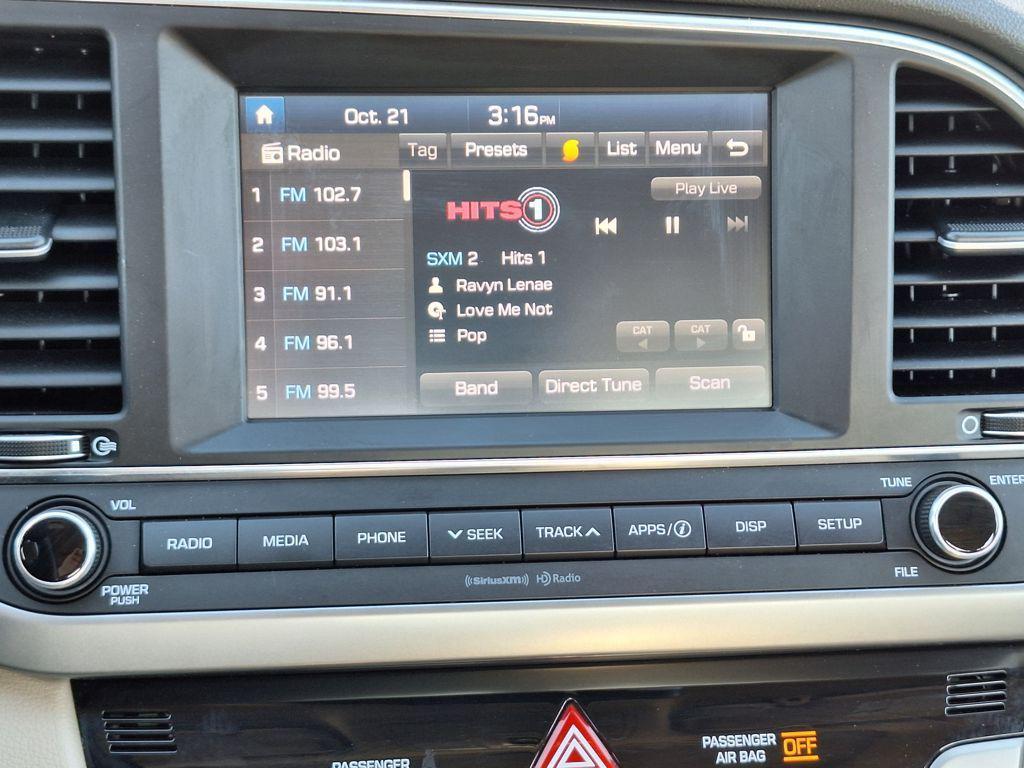 Oct. 21 3:16PM
Radio Tag Presets List Menu
1 FM 102.7
2 FM 103.1
3 FM 91.1
4 FM 96.1
5 FM 99.5
Play Live
HITS 1
SXM 2 Hits 1
Ravyn Lenae
Love Me Not
Pop
CAT CAT
Band Direct Tune Scan
VOL
TUNE
ENTER
RADIO MEDIA PHONE SEEK TRACK APPS/i DISP SETUP
POWER
PUSH
((SiriusXM)) HD Radio
FILE
PASSENGER
PASSENGER
AIR BAG
OFF